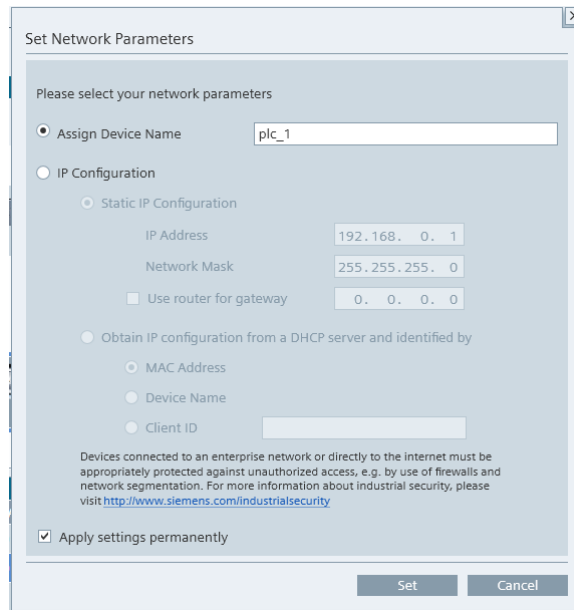 Set Network Parameters
Please select your network parameters
Assign Device Name plc_1
IP Configuration
Static IP Configuration
IP Address 192.168. 0. 1
Network Mask 255.255.255. 0
Use router for gateway 0. 0. 0. 0
Obtain IP configuration from a DHCP server and identified by
MAC Address
Device Name
Client ID
Devices connected to an enterprise network or directly to the internet must be
appropriately protected against unauthorized access, e.g. by use of firewalls and
network segmentation. For more information about industrial security, please
visit http://www.siemens.com/industrialsecurity
Apply settings permanently
Set Cancel